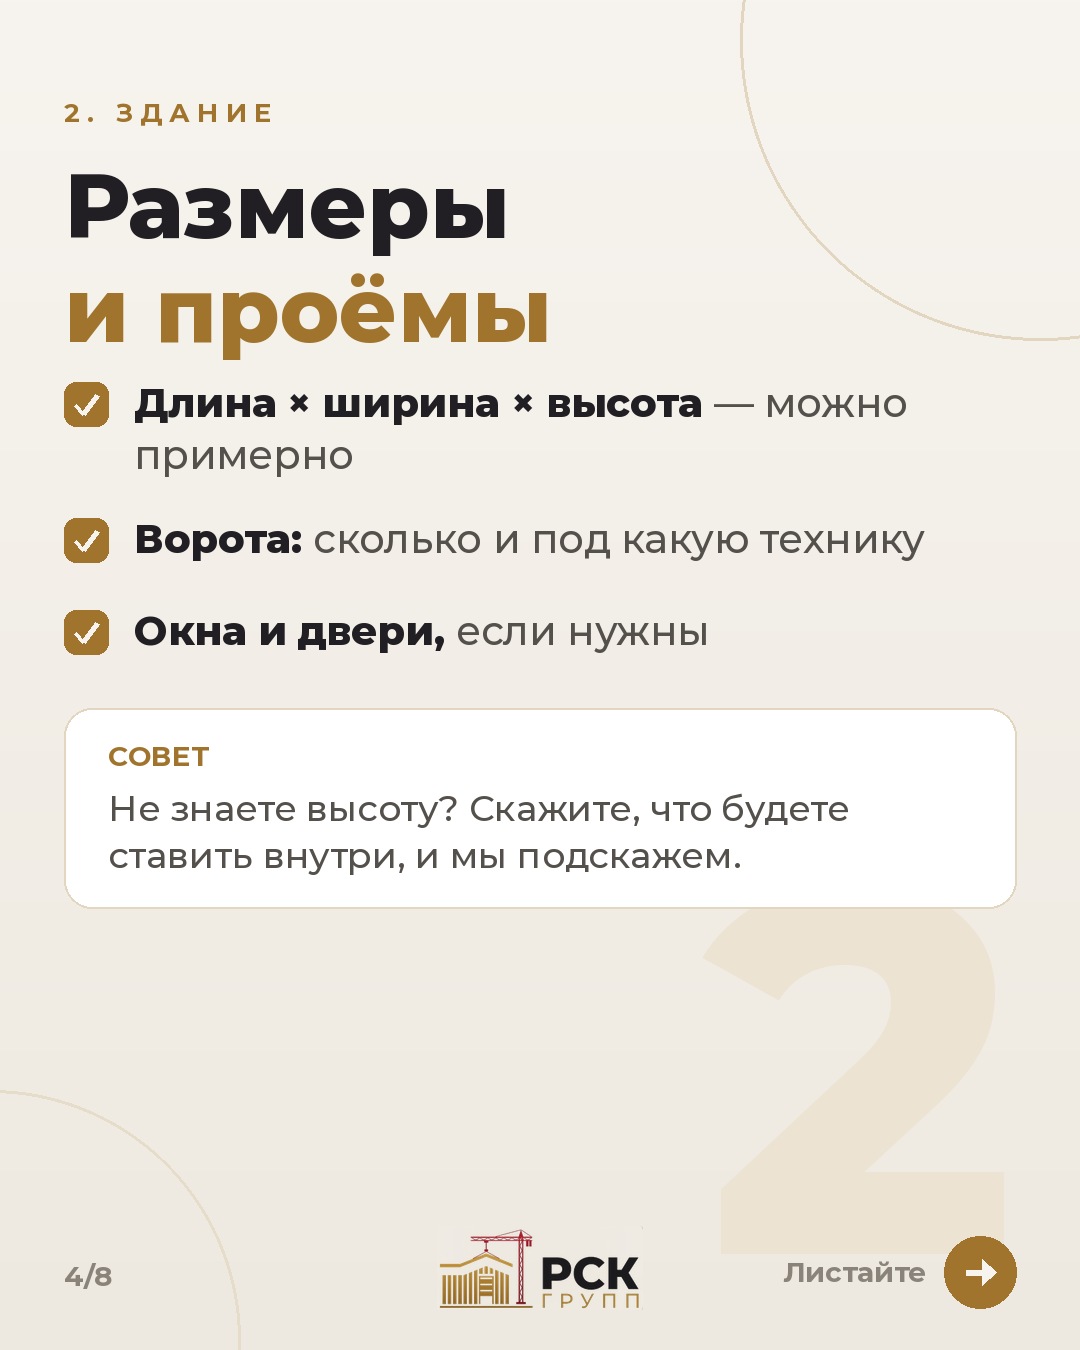 2. ЗДАНИЕ
Размеры
и проёмы
Длина × ширина × высота — можно
примерно
Ворота: сколько и под какую технику
Окна и двери, если нужны
СОВЕТ
Не знаете высоту? Скажите, что будете
ставить внутри, и мы подскажем.
2
4/8
РСК
ГРУПП
Листайте